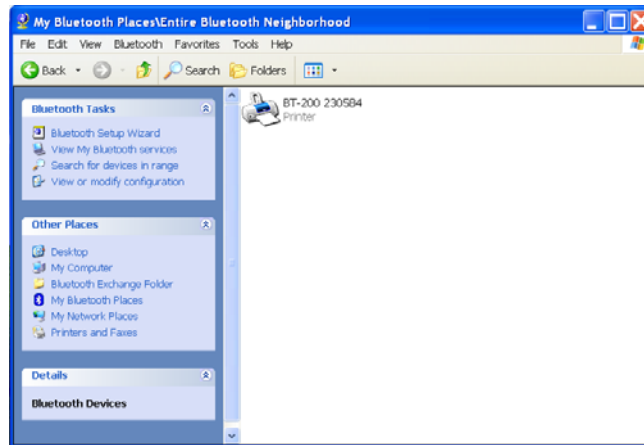 My Bluetooth Places\Entire Bluetooth Neighborhood
File Edit View Bluetooth Favorites Tools Help
Back Search Folders
Bluetooth Tasks
Bluetooth Setup Wizard
View My Bluetooth services
Search for devices in range
View or modify configuration
Other Places
Desktop
My Computer
Bluetooth Exchange Folder
My Bluetooth Places
My Network Places
Printers and Faxes
Details
Bluetooth Devices
BT-200 230584
Printer